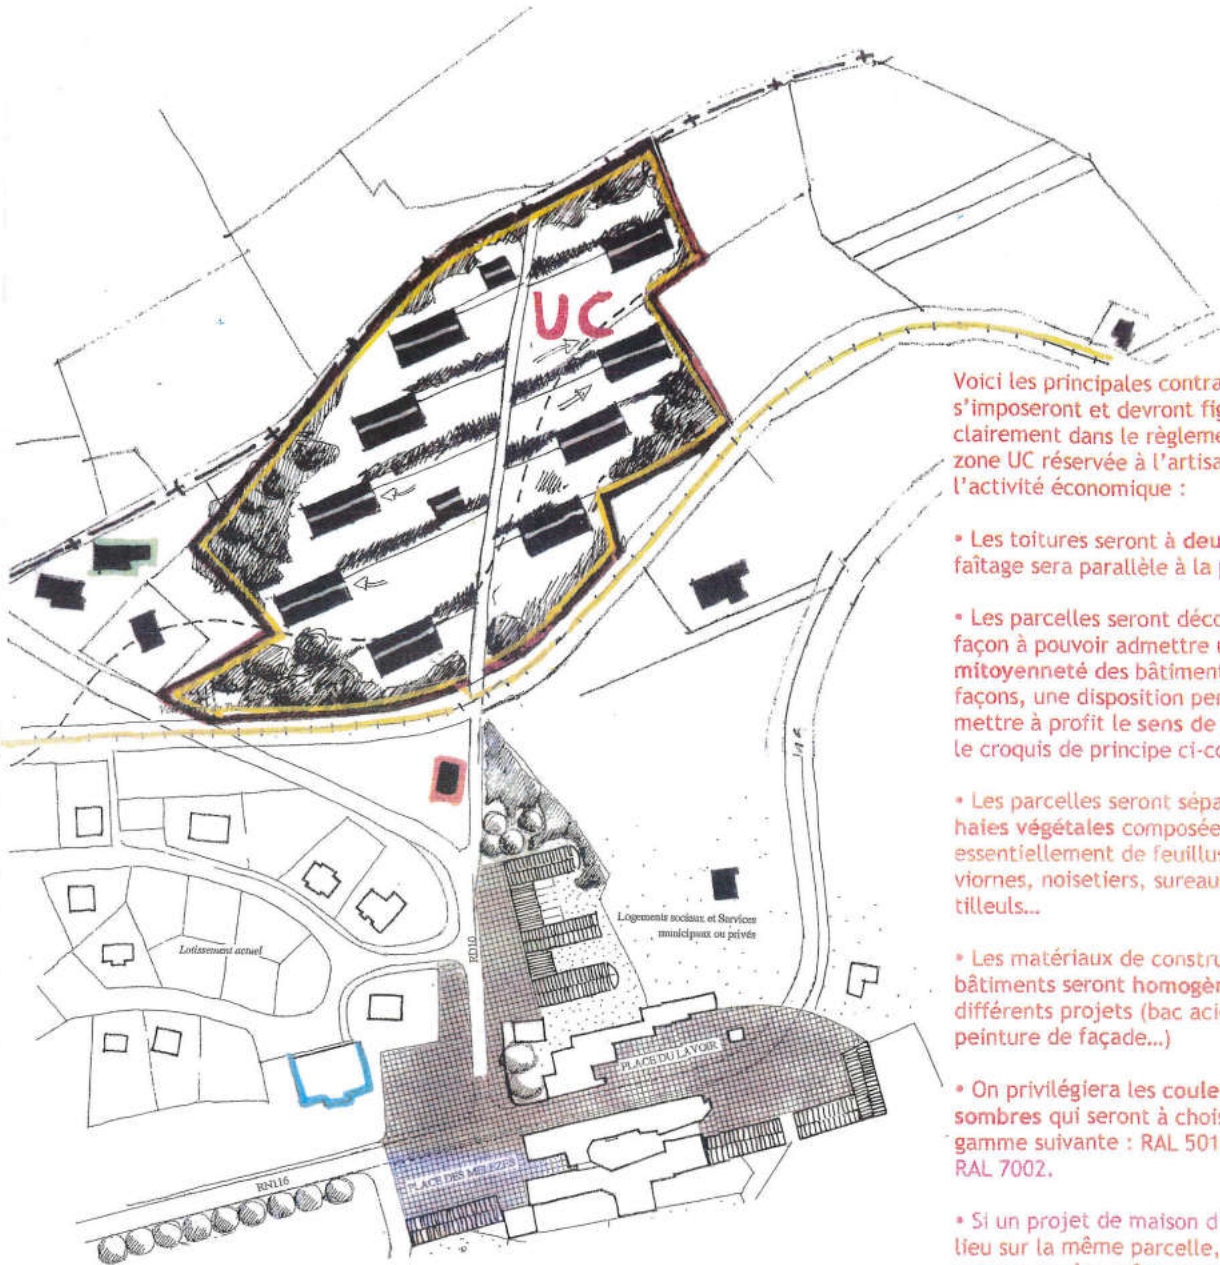 UC
Voici les principales contra
s'imposeront et devront fig
clairement dans le règleme
zone UC réservée à l'artisa
l'activité économique :
• Les toitures seront à deu
faîtage sera parallèle à la p
• Les parcelles seront déco
façon à pouvoir admettre u
mitoyenneté des bâtiment
façons, une disposition per
mettre à profit le sens de
le croquis de principe ci-co
• Les parcelles seront sépa
haies végétales composée
essentiellement de feuillus
viornes, noisetiers, sureau
tilleuls...
• Les matériaux de constru
bâtiments seront homogèn
différents projets (bac acie
peinture de façade...)
• On privilégiera les coule
sombres qui seront à chois
gamme suivante : RAL 501
RAL 7002.
• Si un projet de maison d
lieu sur la même parcelle,
Logements sociaux et Services
municipaux ou privés
Lotissement actuel
RD10
PLACE DU LAVOIR
PLACE DES MELEZES
RN116